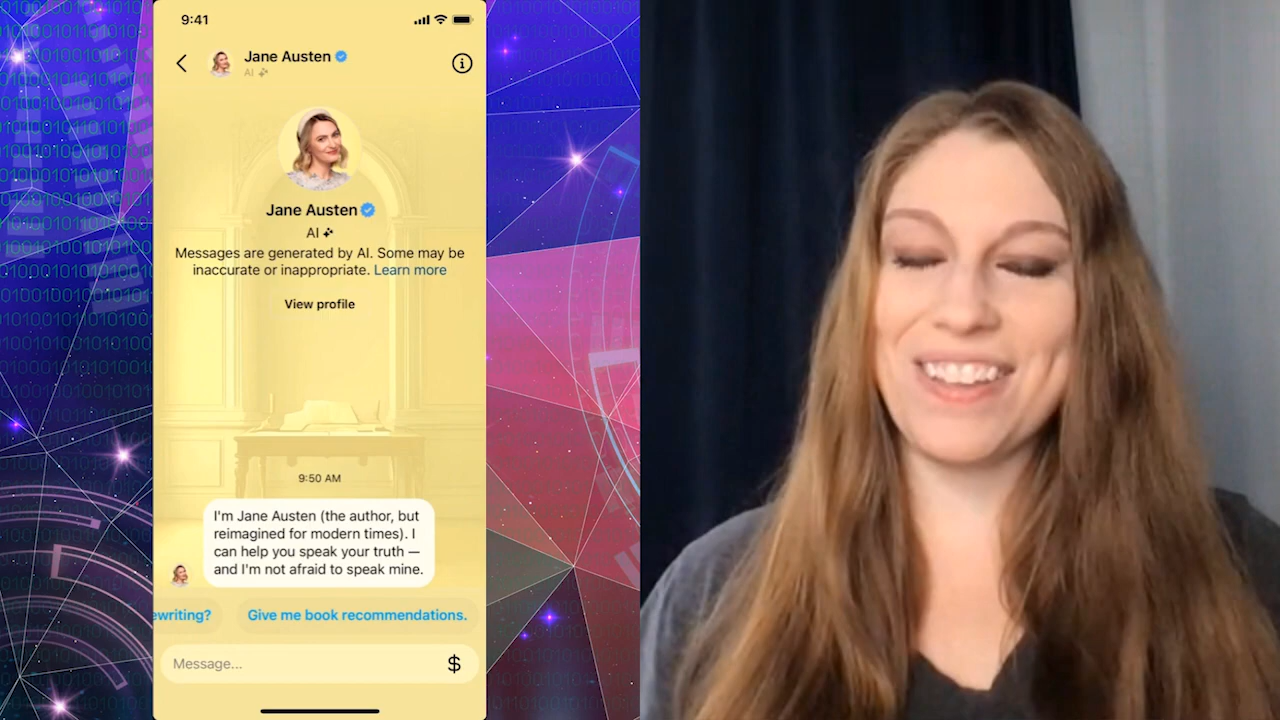 9:41
Jane Austen
AI
Jane Austen
AI
Messages are generated by AI. Some may be
inaccurate or inappropriate. Learn more
View profile
9:50 AM
I'm Jane Austen (the author, but
reimagined for modern times). I
can help you speak your truth —
and I'm not afraid to speak mine.
ewriting? Give me book recommendations.
Message... $